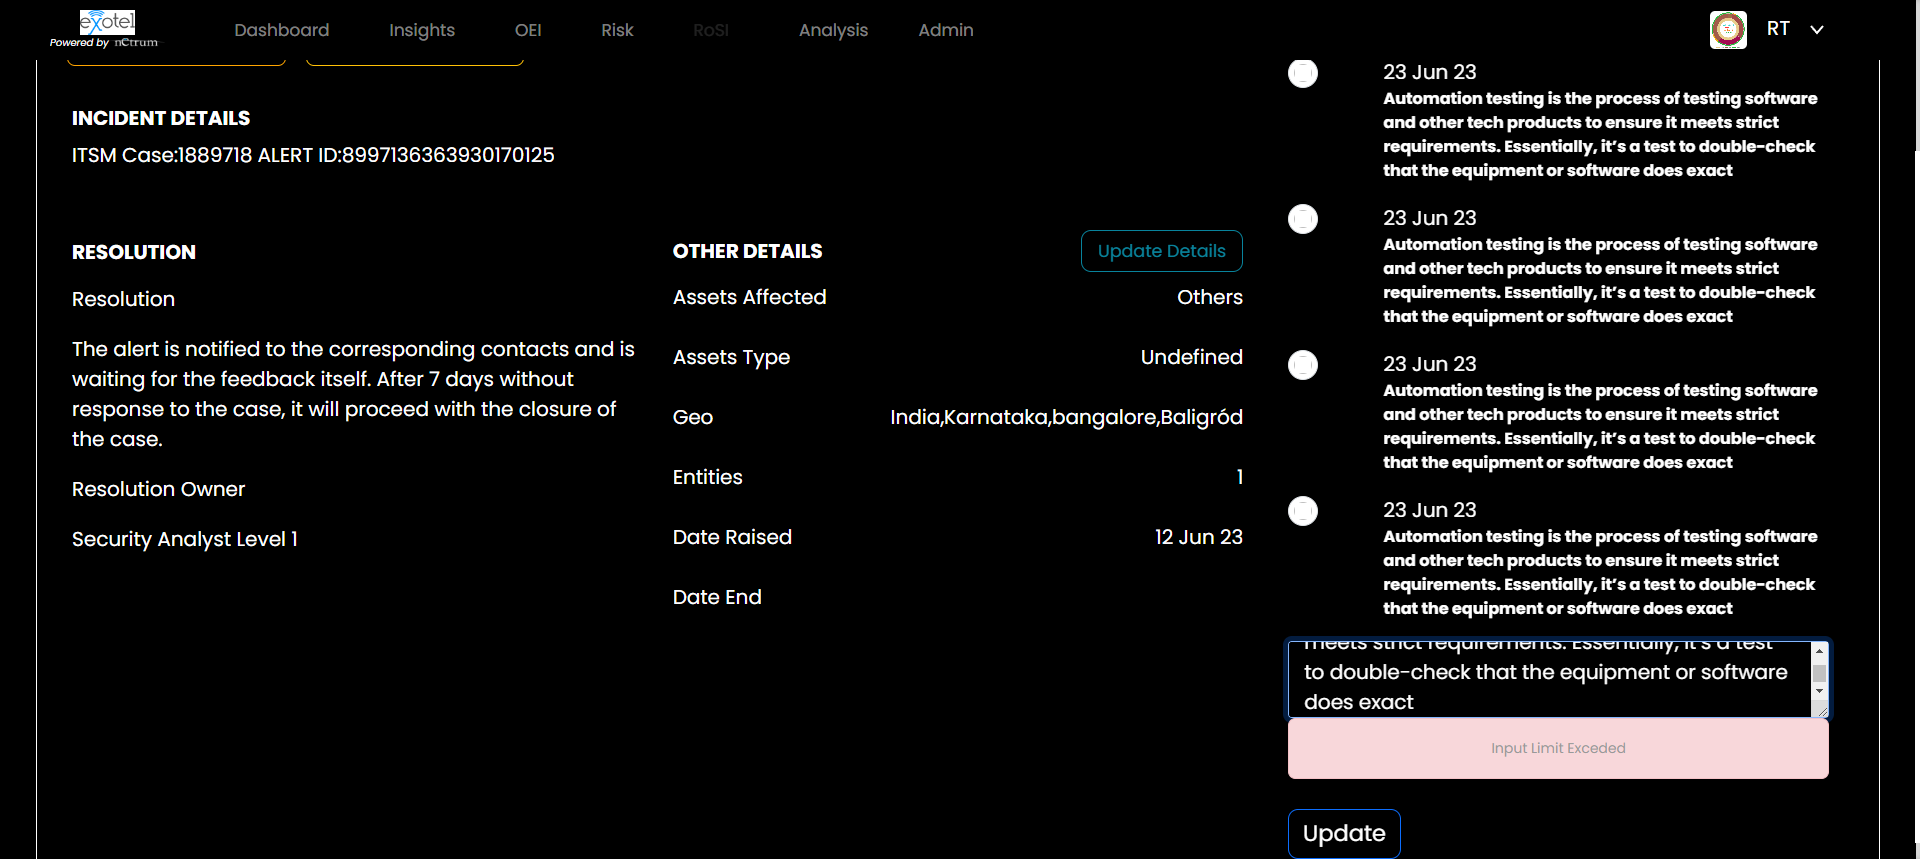 exotel
Powered by nCtrum
Dashboard
Insights
OEI
Risk
RoSI
Analysis
Admin
RT
INCIDENT DETAILS
ITSM Case:1889718 ALERT ID:8997136363930170125
RESOLUTION
Resolution
The alert is notified to the corresponding contacts and is
waiting for the feedback itself. After 7 days without
response to the case, it will proceed with the closure of
the case.
Resolution Owner
Security Analyst Level 1
OTHER DETAILS
Update Details
Assets Affected Others
Assets Type Undefined
Geo India,Karnataka,bangalore,Baligród
Entities 1
Date Raised 12 Jun 23
Date End
23 Jun 23
Automation testing is the process of testing software
and other tech products to ensure it meets strict
requirements. Essentially, it’s a test to double-check
that the equipment or software does exact
23 Jun 23
Automation testing is the process of testing software
and other tech products to ensure it meets strict
requirements. Essentially, it’s a test to double-check
that the equipment or software does exact
23 Jun 23
Automation testing is the process of testing software
and other tech products to ensure it meets strict
requirements. Essentially, it’s a test to double-check
that the equipment or software does exact
23 Jun 23
Automation testing is the process of testing software
and other tech products to ensure it meets strict
requirements. Essentially, it’s a test to double-check
that the equipment or software does exact
meets strict requirements. Essentially, it’s a test
to double-check that the equipment or software
does exact
Input Limit Exceded
Update